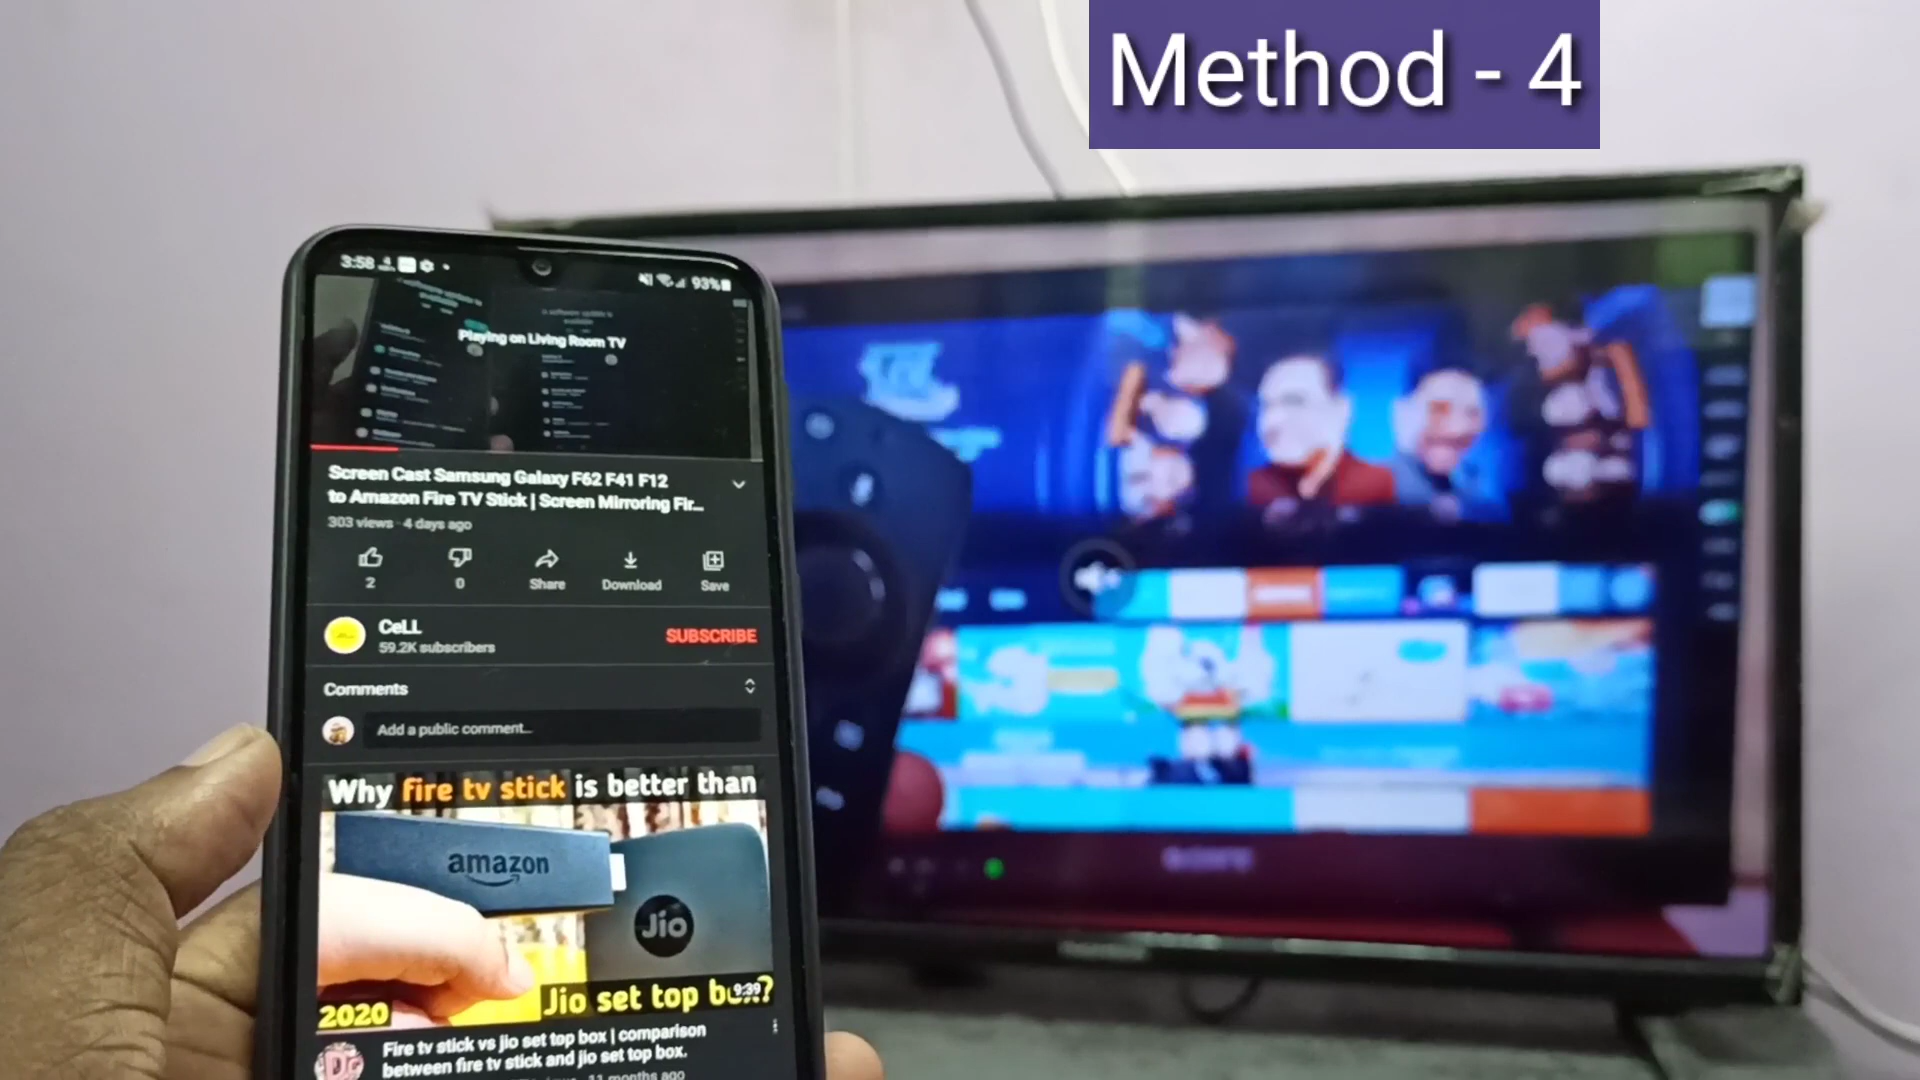 Method - 4
3:58
93%
Playing on Living Room TV
Screen Cast Samsung Galaxy F62 F41 F12
to Amazon Fire TV Stick | Screen Mirroring Fir...
303 views · 4 days ago
2
0
Share
Download
Save
CeLL
59.2K subscribers
SUBSCRIBE
Comments
Add a public comment...
Why fire tv stick is better than
amazon
Jio
2020
Jio set top box?
9:39
Fire tv stick vs jio set top box | comparison
between fire tv stick and jio set top box.
11 months ago